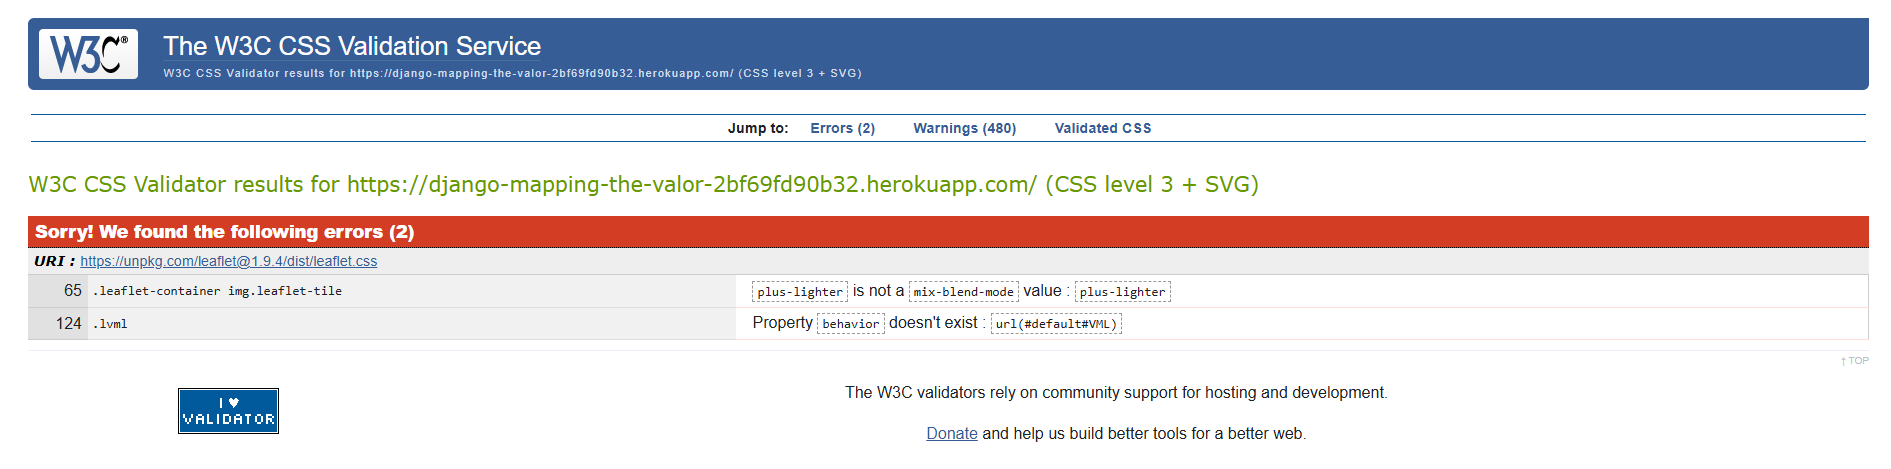 W3C®
The W3C CSS Validation Service
W3C CSS Validator results for https://django-mapping-the-valor-2bf69fd90b32.herokuapp.com/ (CSS level 3 + SVG)
Jump to: Errors (2) Warnings (480) Validated CSS
W3C CSS Validator results for https://django-mapping-the-valor-2bf69fd90b32.herokuapp.com/ (CSS level 3 + SVG)
Sorry! We found the following errors (2)
URI : https://unpkg.com/leaflet@1.9.4/dist/leaflet.css
65 .leaflet-container img.leaflet-tile plus-lighter is not a mix-blend-mode value : plus-lighter
124 .lvml Property behavior doesn't exist : url(#default#VML)
↑ TOP
I ♥
VALIDATOR
The W3C validators rely on community support for hosting and development.
Donate and help us build better tools for a better web.